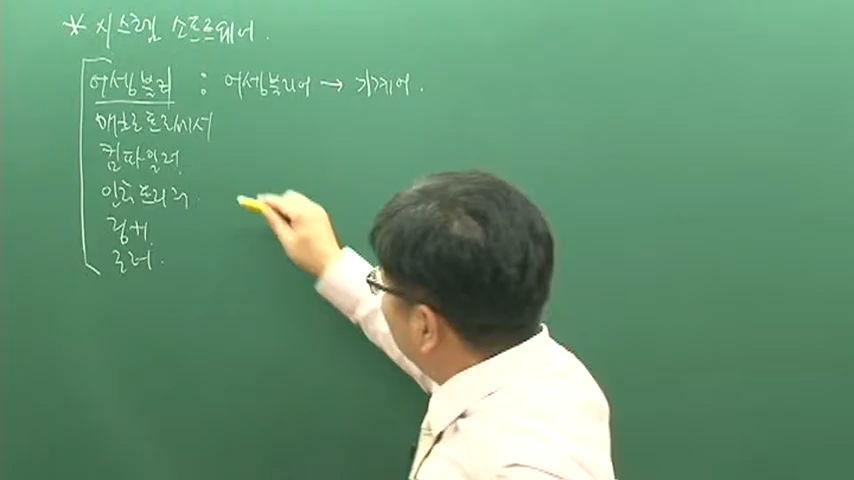 * 시스템 소프트웨어.
어셈블러 : 어셈블리어 → 기계어.
매크로프로세서
컴파일러
인터프리터
링커
로더